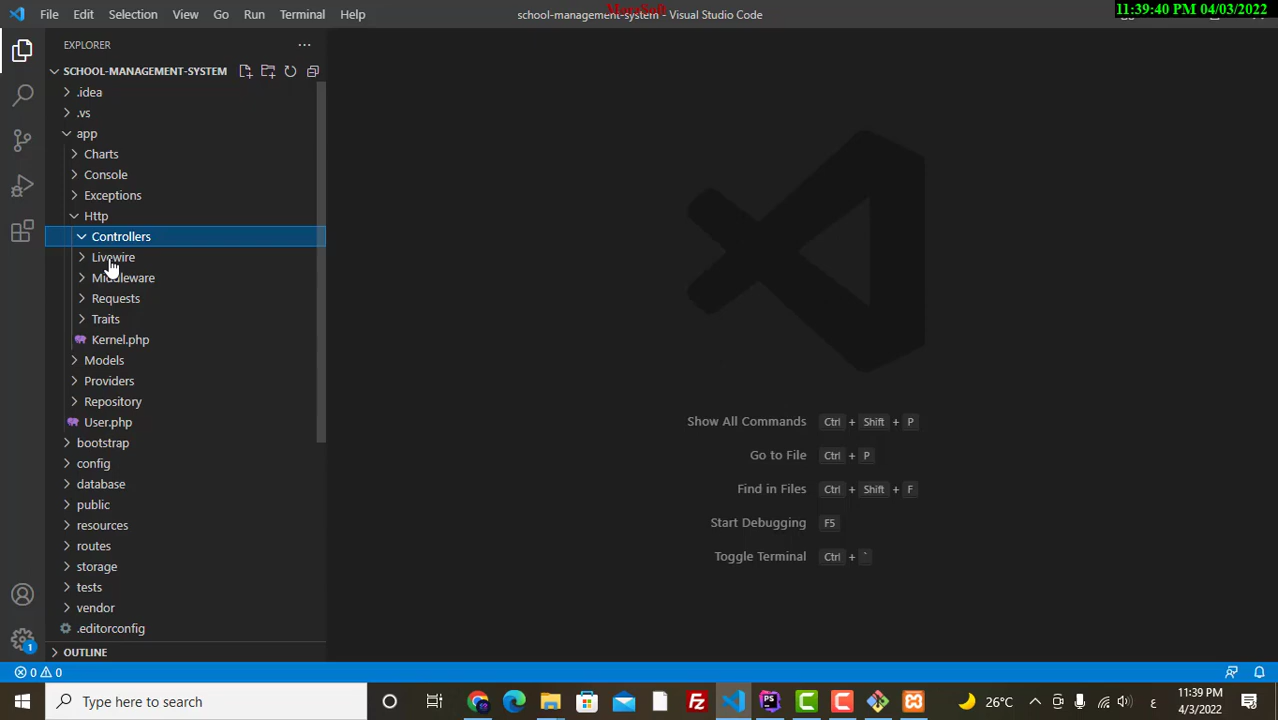 File Edit Selection View Go Run Terminal Help
school-management-system - Visual Studio Code
11:39:40 PM 04/03/2022
EXPLORER
SCHOOL-MANAGEMENT-SYSTEM
.idea
.vs
app
Charts
Console
Exceptions
Http
Controllers
Livewire
Middleware
Requests
Traits
Kernel.php
Models
Providers
Repository
User.php
bootstrap
config
database
public
resources
routes
storage
tests
vendor
.editorconfig
OUTLINE
Show All Commands Ctrl + Shift + P
Go to File Ctrl + P
Find in Files Ctrl + Shift + F
Start Debugging F5
Toggle Terminal Ctrl + `
1
0 0
Type here to search
Fz
PS
26°C
ع
11:39 PM
4/3/2022